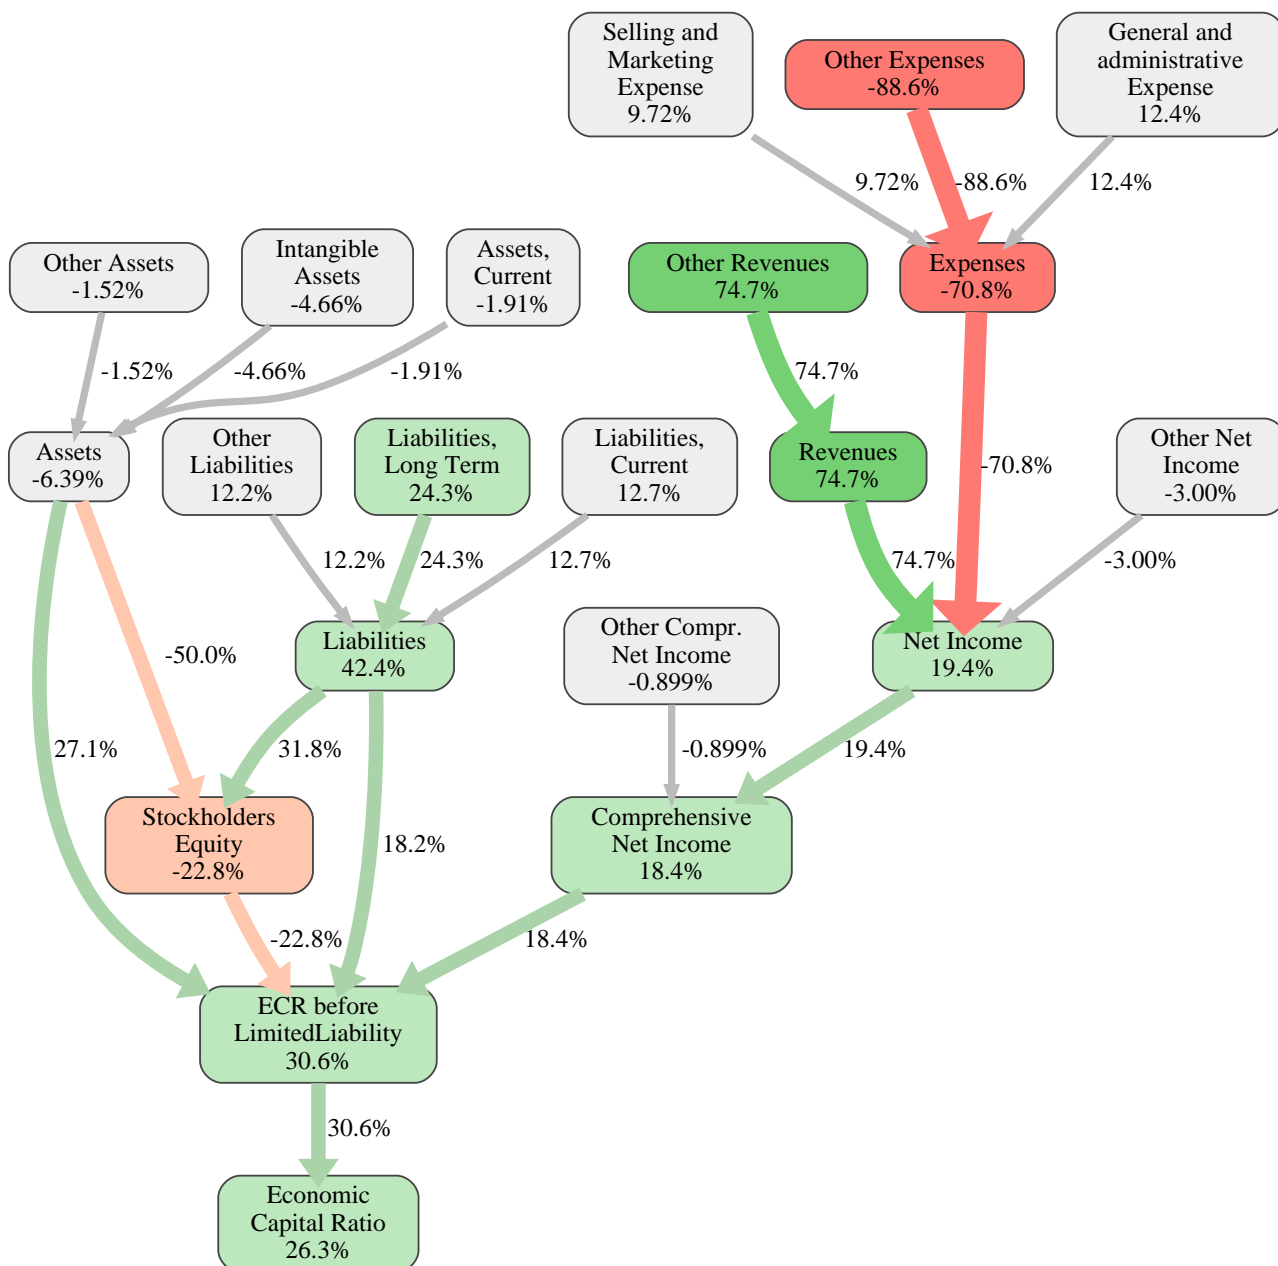 Selling and
Marketing
Expense
9.72%
Other Expenses
-88.6%
General and
administrative
Expense
12.4%
9.72%
-88.6%
12.4%
Other Assets
-1.52%
Intangible
Assets
-4.66%
Assets,
Current
-1.91%
Other Revenues
74.7%
Expenses
-70.8%
-1.52%
-4.66%
-1.91%
74.7%
Assets
-6.39%
Other
Liabilities
12.2%
Liabilities,
Long Term
24.3%
Liabilities,
Current
12.7%
Revenues
74.7%
-70.8%
Other Net
Income
-3.00%
12.2%
24.3%
12.7%
74.7%
-3.00%
-50.0%
Liabilities
42.4%
Other Compr.
Net Income
-0.899%
Net Income
19.4%
27.1%
31.8%
-0.899%
19.4%
Stockholders
Equity
-22.8%
18.2%
Comprehensive
Net Income
18.4%
-22.8%
18.4%
ECR before
LimitedLiability
30.6%
30.6%
Economic
Capital Ratio
26.3%